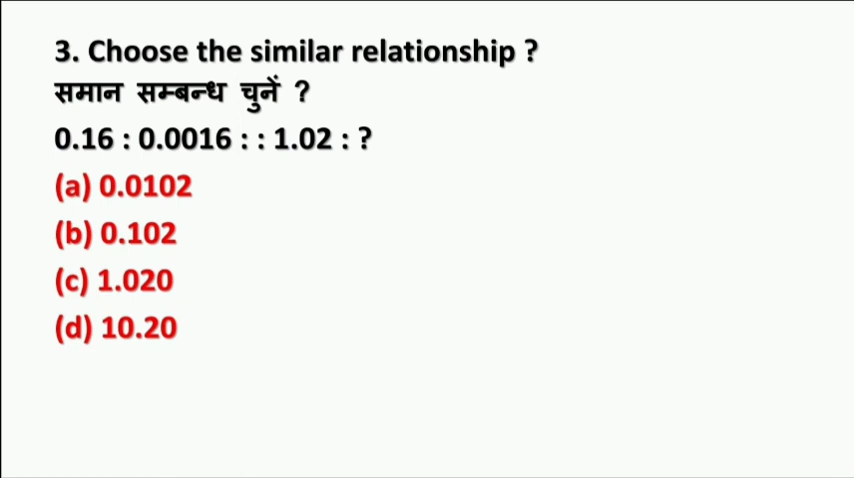 3. Choose the similar relationship ?
समान सम्बन्ध चुनें ?
0.16 : 0.0016 : : 1.02 : ?
(a) 0.0102
(b) 0.102
(c) 1.020
(d) 10.20